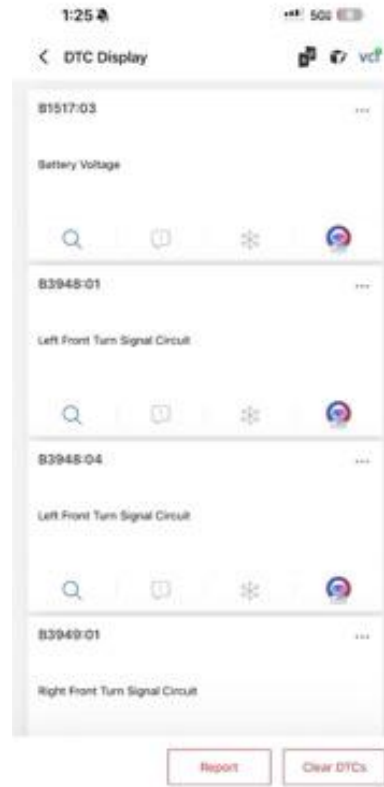 1:25
DTC Display
vci
B1517:03
Battery Voltage
B3948:01
Left Front Turn Signal Circuit
B3948:04
Left Front Turn Signal Circuit
B3949:01
Right Front Turn Signal Circuit
Report
Clear DTCs